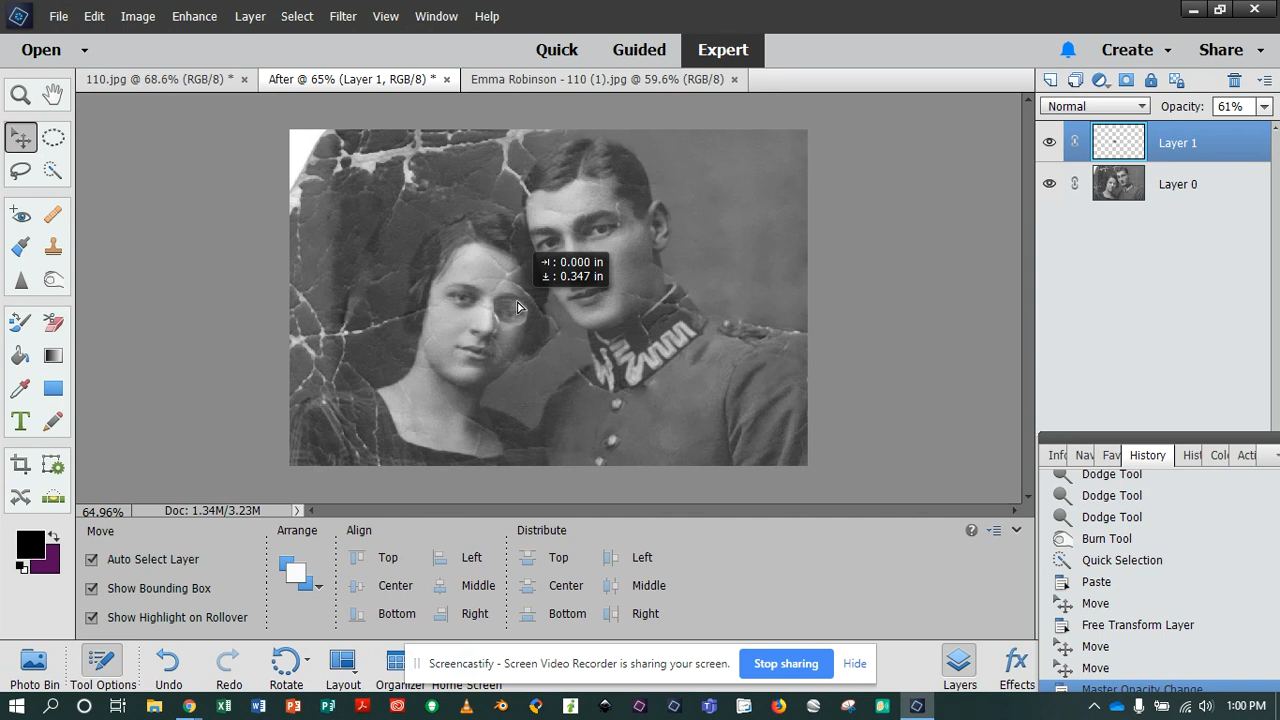 File Edit Image Enhance Layer Select Filter View Window Help
Open Quick Guided Expert Create Share
110.jpg @ 68.6% (RGB/8) * × After @ 65% (Layer 1, RGB/8) * × Emma Robinson - 110 (1).jpg @ 59.6% (RGB/8) ×
Normal Opacity: 61%
Layer 1
Layer 0
: 0.000 in
: 0.347 in
Nav Fav History Hist Colo Acti
Dodge Tool
Dodge Tool
Dodge Tool
Burn Tool
Quick Selection
Paste
Move
Free Transform Layer
Move
Move
Master Opacity Change
64.96% Doc: 1.34M/3.23M
Move Arrange Align Distribute
Auto Select Layer Top Left Top Left
Show Bounding Box Center Middle Center Middle
Show Highlight on Rollover Bottom Right Bottom Right
Screencastify - Screen Video Recorder is sharing your screen. Stop sharing Hide
Photo Bin Tool Options Undo Redo Rotate Layout Organizer Home Screen Layers Effects
1:00 PM